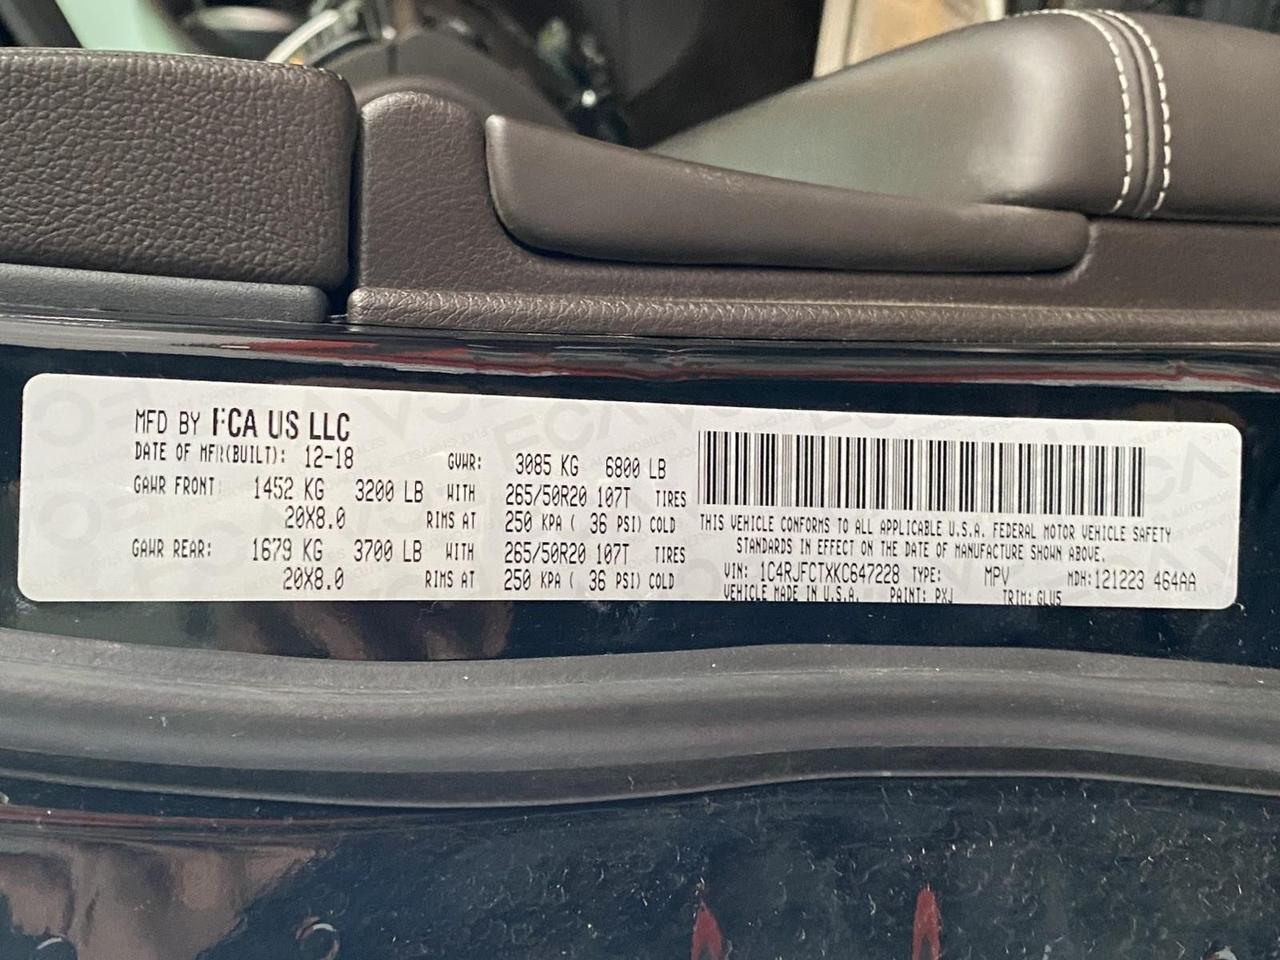 MFD BY FCA US LLC
DATE OF MFR(BUILT): 12-18 GVWR: 3085 KG 6800 LB
GAWR FRONT: 1452 KG 3200 LB WITH 265/50R20 107T TIRES
20X8.0 RIMS AT 250 KPA ( 36 PSI) COLD
GAWR REAR: 1679 KG 3700 LB WITH 265/50R20 107T TIRES
20X8.0 RIMS AT 250 KPA ( 36 PSI) COLD
THIS VEHICLE CONFORMS TO ALL APPLICABLE U.S.A. FEDERAL MOTOR VEHICLE SAFETY
STANDARDS IN EFFECT ON THE DATE OF MANUFACTURE SHOWN ABOVE.
VIN: 1C4RJFCTXKC647228 TYPE: MPV MDH:121223 464AA
VEHICLE MADE IN U.S.A. PAINT: PXJ TRIM: GLU5